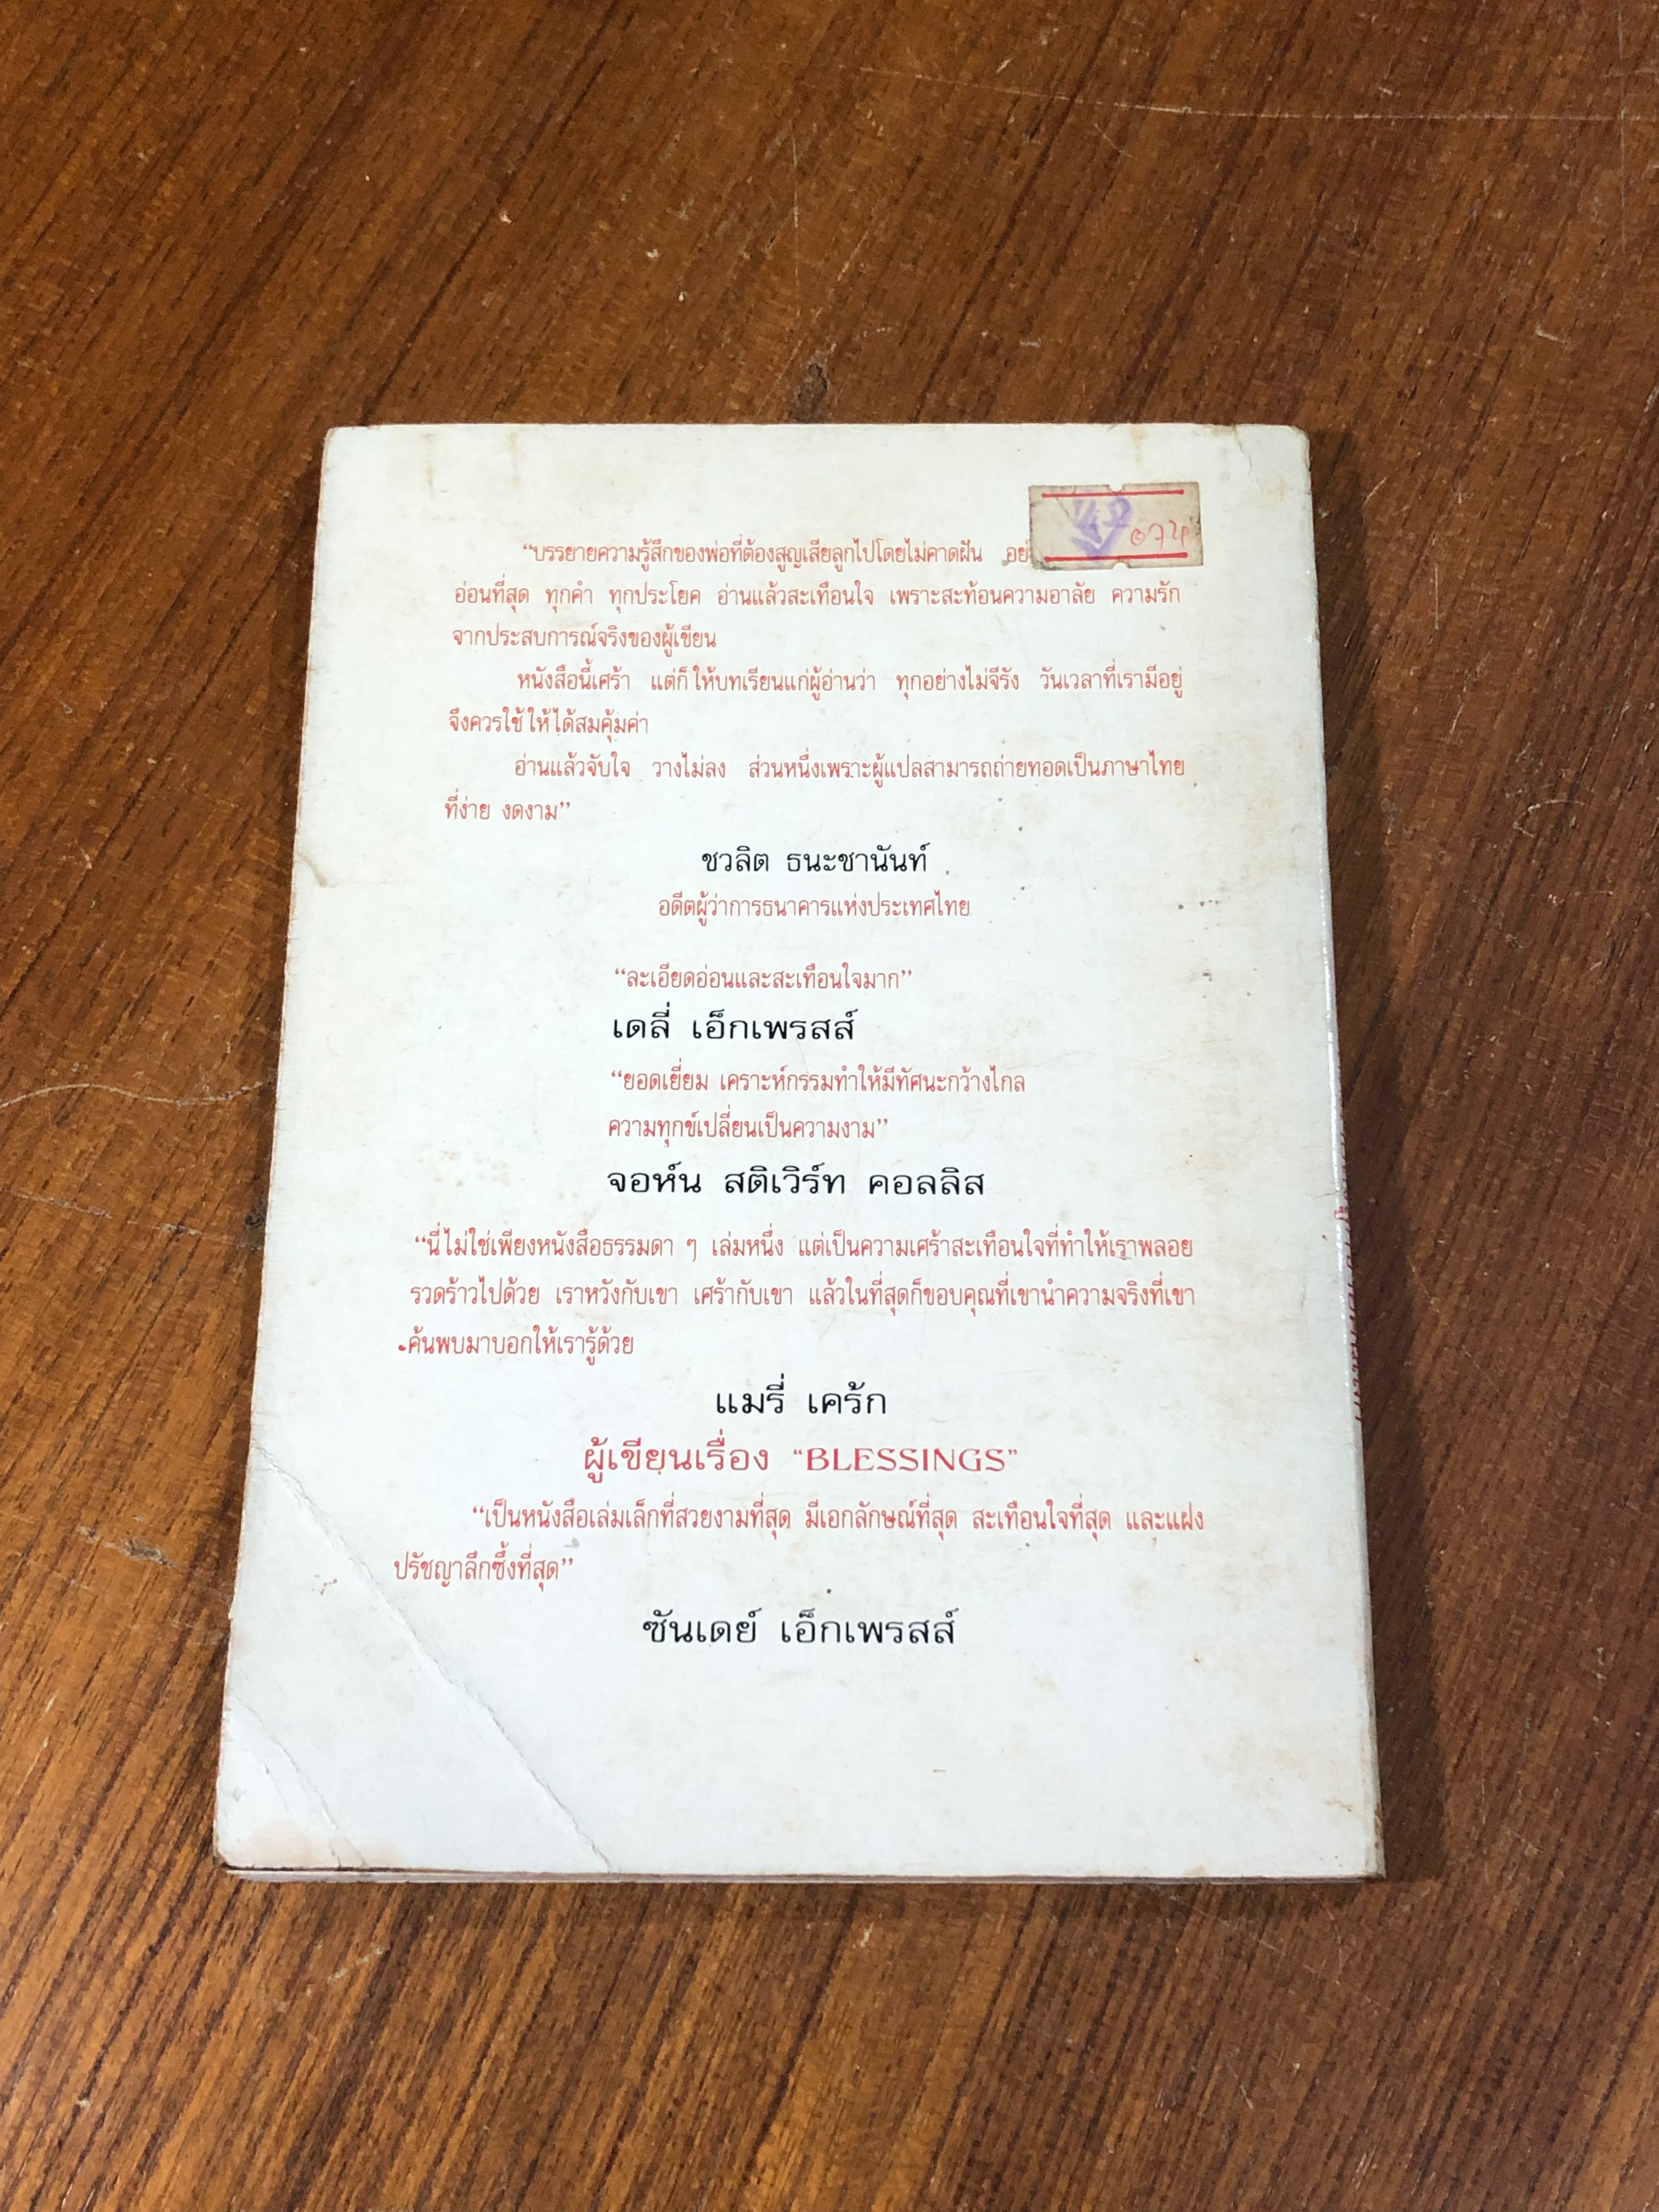 “บรรยายความรู้สึกของพ่อที่ต้องสูญเสียลูกไปโดยไม่คาดฝัน
อ่อนที่สุด ทุกคำ ทุกประโยค อ่านแล้วสะเทือนใจ เพราะสะท้อนความอาลัย ความรัก
จากประสบการณ์จริงของผู้เขียน
หนังสือนี้เศร้า แต่ก็ให้บทเรียนแก่ผู้อ่านว่า ทุกอย่างไม่จีรัง วันเวลาที่เรามีอยู่
จึงควรใช้ให้ได้สมคุ้มค่า
อ่านแล้วจับใจ วางไม่ลง ส่วนหนึ่งเพราะผู้แปลสามารถถ่ายทอดเป็นภาษาไทย
ที่ง่าย งดงาม”
ชวลิต ธนะชานันท์
อดีตผู้ว่าการธนาคารแห่งประเทศไทย
“ละเอียดอ่อนและสะเทือนใจมาก”
เดลี่ เอ็กเพรสส์
“ยอดเยี่ยม เคราะห์กรรมทำให้มีทัศนะกว้างไกล
ความทุกข์เปลี่ยนเป็นความงาม”
จอห์น สติเวิร์ท คอลลิส
“นี่ไม่ใช่เพียงหนังสือธรรมดา ๆ เล่มหนึ่ง แต่เป็นความเศร้าสะเทือนใจที่ทำให้เราพลอย
รวดร้าวไปด้วย เราหวังกับเขา เศร้ากับเขา แล้วในที่สุดก็ขอบคุณที่เขานำความจริงที่เขา
ค้นพบมาบอกให้เรารู้ด้วย
แมรี่ เคร้ก
ผู้เขียนเรื่อง “BLESSINGS”
“เป็นหนังสือเล่มเล็กที่สวยงามที่สุด มีเอกลักษณ์ที่สุด สะเทือนใจที่สุด และแฝง
ปรัชญาลึกซึ้งที่สุด”
ซันเดย์ เอ็กเพรสส์